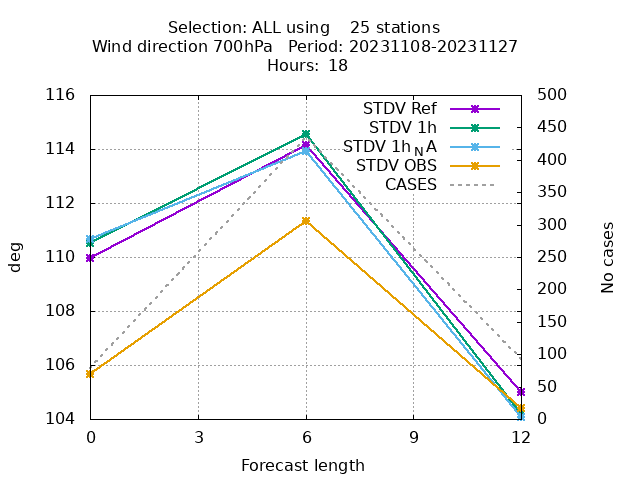 Selection: ALL using 25 stations
Wind direction 700hPa Period: 20231108-20231127
Hours: 18
116
114
112
110
108
106
104
deg
500
450
400
350
300
250
200
150
100
50
0
No cases
STDV Ref
STDV 1h
STDV 1h_N A
STDV OBS
CASES
0 3 6 9 12
Forecast length